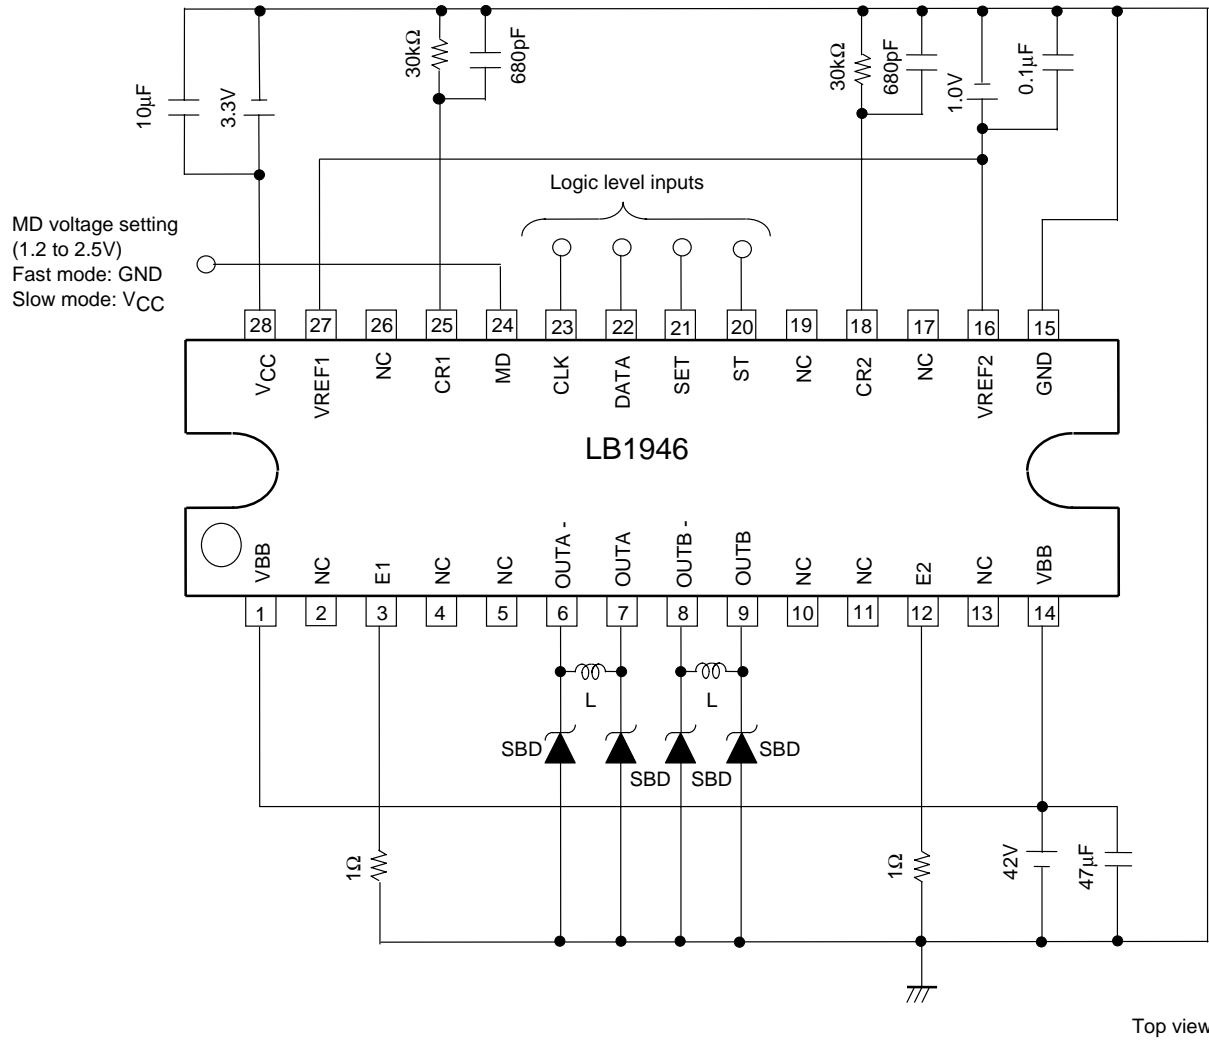 10μF
3.3V
30kΩ
680pF
30kΩ
680pF
1.0V
0.1μF
Logic level inputs
MD voltage setting
(1.2 to 2.5V)
Fast mode: GND
Slow mode: VCC
28 27 26 25 24 23 22 21 20 19 18 17 16 15
VCC VREF1 NC CR1 MD CLK DATA SET ST NC CR2 NC VREF2 GND
LB1946
VBB NC E1 NC NC OUTA - OUTA OUTB - OUTB NC NC E2 NC VBB
1 2 3 4 5 6 7 8 9 10 11 12 13 14
L
L
SBD
SBD
SBD
SBD
1Ω
1Ω
42V
47μF
Top view